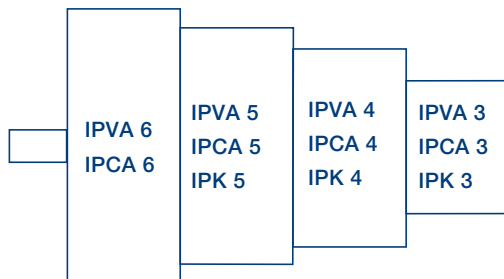 IPVA 6
IPCA 6
IPVA 5
IPCA 5
IPK 5
IPVA 4
IPCA 4
IPK 4
IPVA 3
IPCA 3
IPK 3